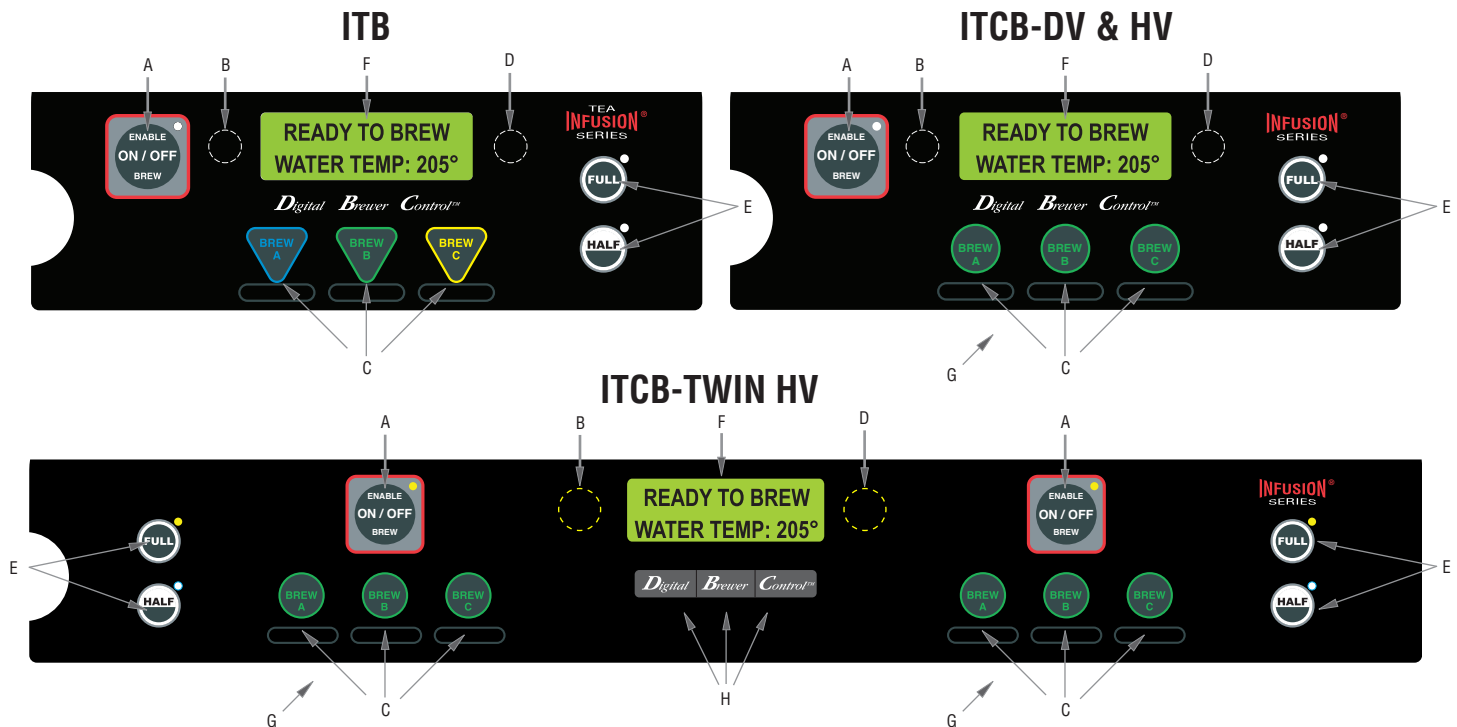 ITB
ITCB-DV & HV
A
B
F
D
TEA
INFUSION®
SERIES
ENABLE
ON / OFF
BREW
READY TO BREW
WATER TEMP: 205°
Digital Brewer Control™
BREW
A
BREW
B
BREW
C
FULL
HALF
E
C
A
B
F
D
INFUSION®
SERIES
ENABLE
ON / OFF
BREW
READY TO BREW
WATER TEMP: 205°
Digital Brewer Control™
BREW
A
BREW
B
BREW
C
FULL
HALF
E
G
C
ITCB-TWIN HV
A
B
F
D
A
E
FULL
HALF
ENABLE
ON / OFF
BREW
BREW
A
BREW
B
BREW
C
READY TO BREW
WATER TEMP: 205°
Digital Brewer Control™
ENABLE
ON / OFF
BREW
BREW
A
BREW
B
BREW
C
INFUSION®
SERIES
FULL
HALF
E
G
C
H
G
C